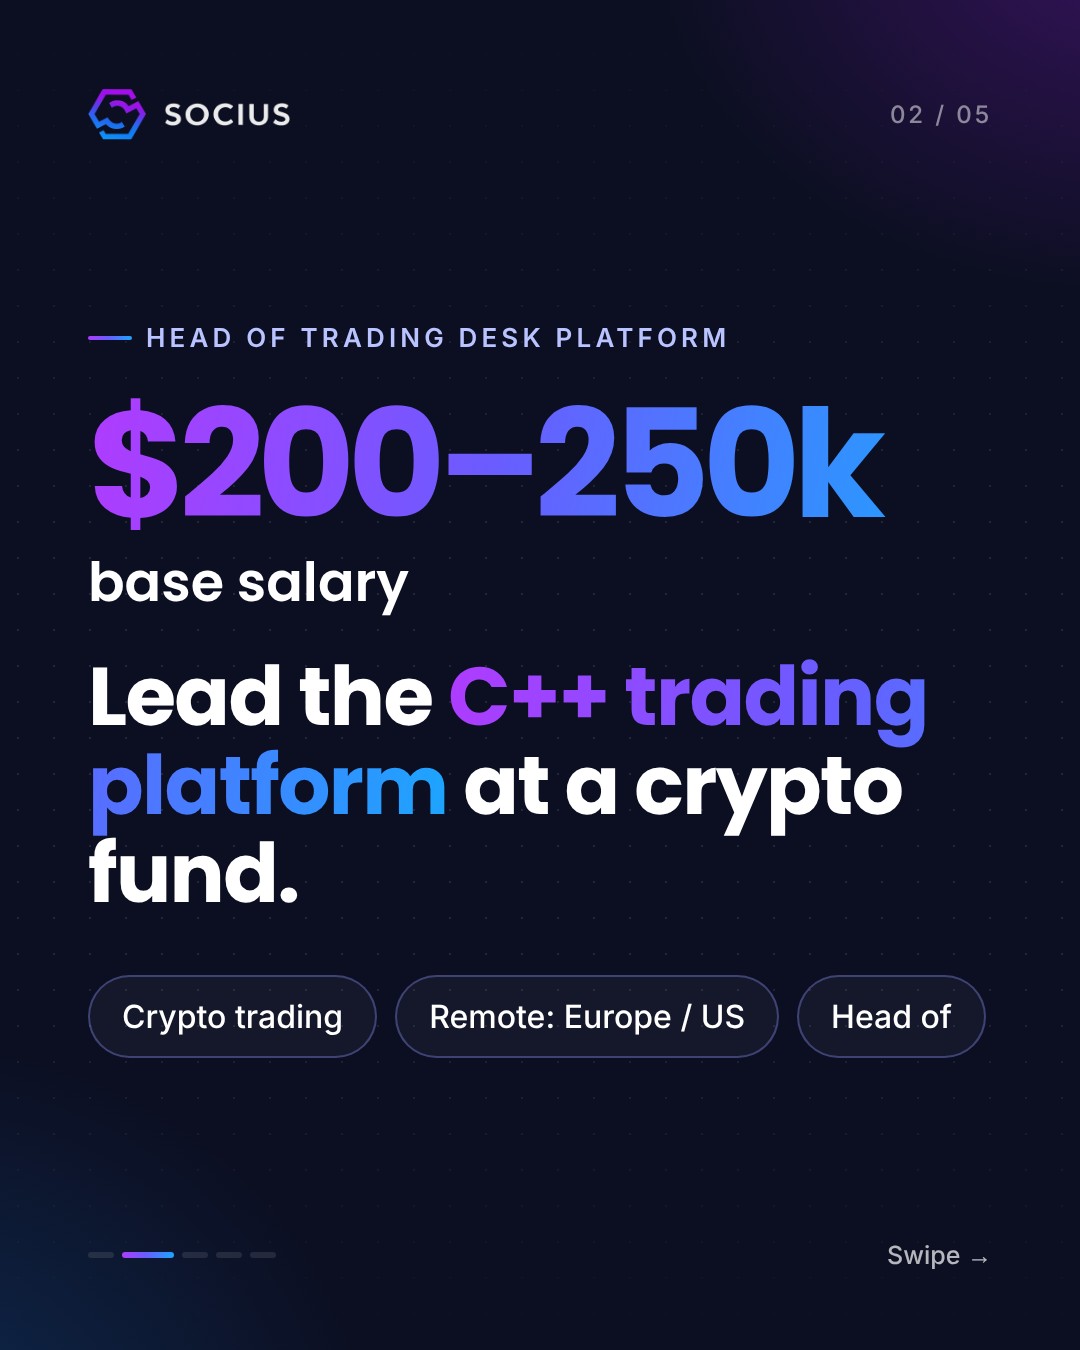 SOCIUS
02 / 05
HEAD OF TRADING DESK PLATFORM
$200–250k
base salary
Lead the C++ trading
platform at a crypto
fund.
Crypto trading
Remote: Europe / US
Head of
Swipe →